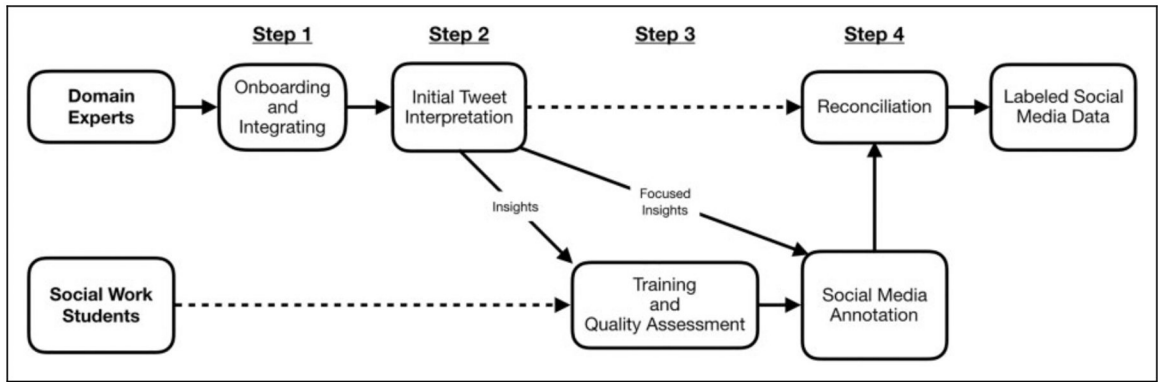 Step 1
Step 2
Step 3
Step 4
Domain
Experts
Onboarding
and
Integrating
Initial Tweet
Interpretation
Reconciliation
Labeled Social
Media Data
Insights
Focused
Insights
Social Work
Students
Training
and
Quality Assessment
Social Media
Annotation